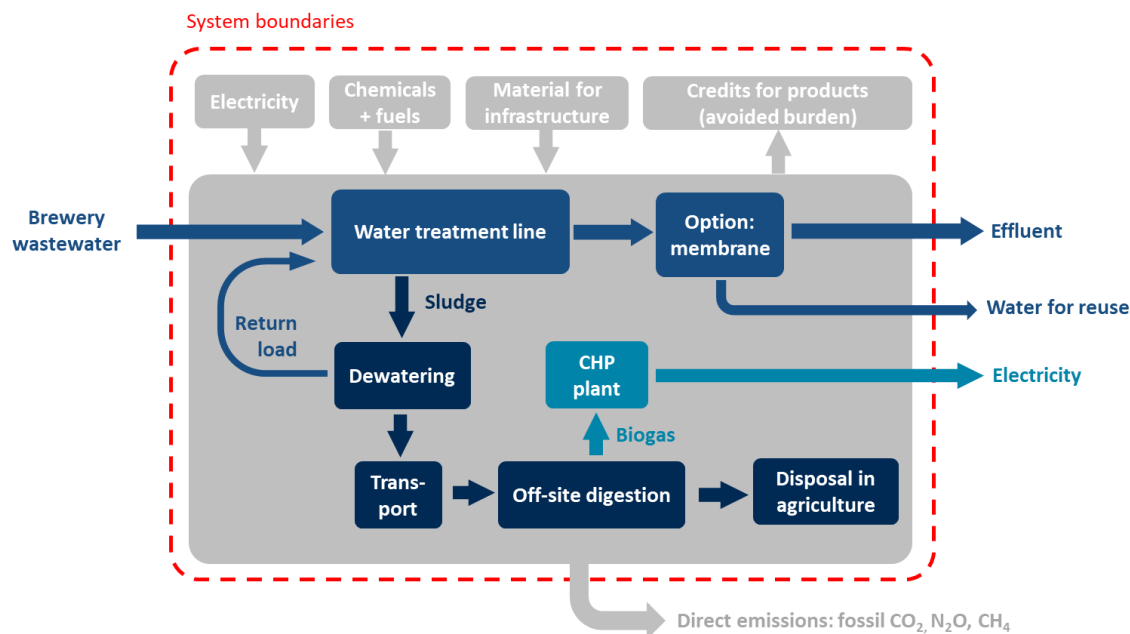 System boundaries
Electricity
Chemicals
+ fuels
Material for
infrastructure
Credits for products
(avoided burden)
Brewery
wastewater
Water treatment line
Option:
membrane
Effluent
Sludge
Water for reuse
Return
load
Dewatering
CHP
plant
Electricity
Biogas
Trans-
port
Off-site digestion
Disposal in
agriculture
Direct emissions: fossil CO₂, N₂O, CH₄